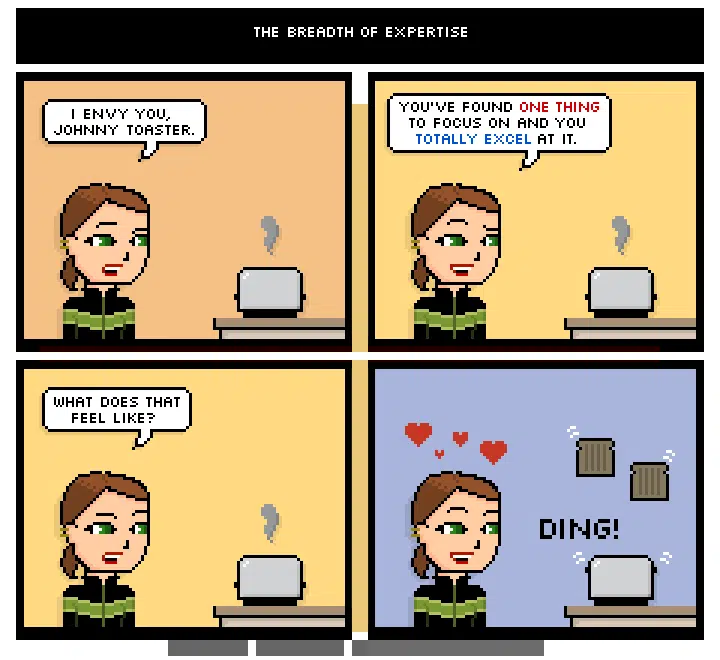 THE BREADTH OF EXPERTISE
I ENVY YOU,
JOHNNY TOASTER.
YOU'VE FOUND ONE THING
TO FOCUS ON AND YOU
TOTALLY EXCEL AT IT.
WHAT DOES THAT
FEEL LIKE?
DING!